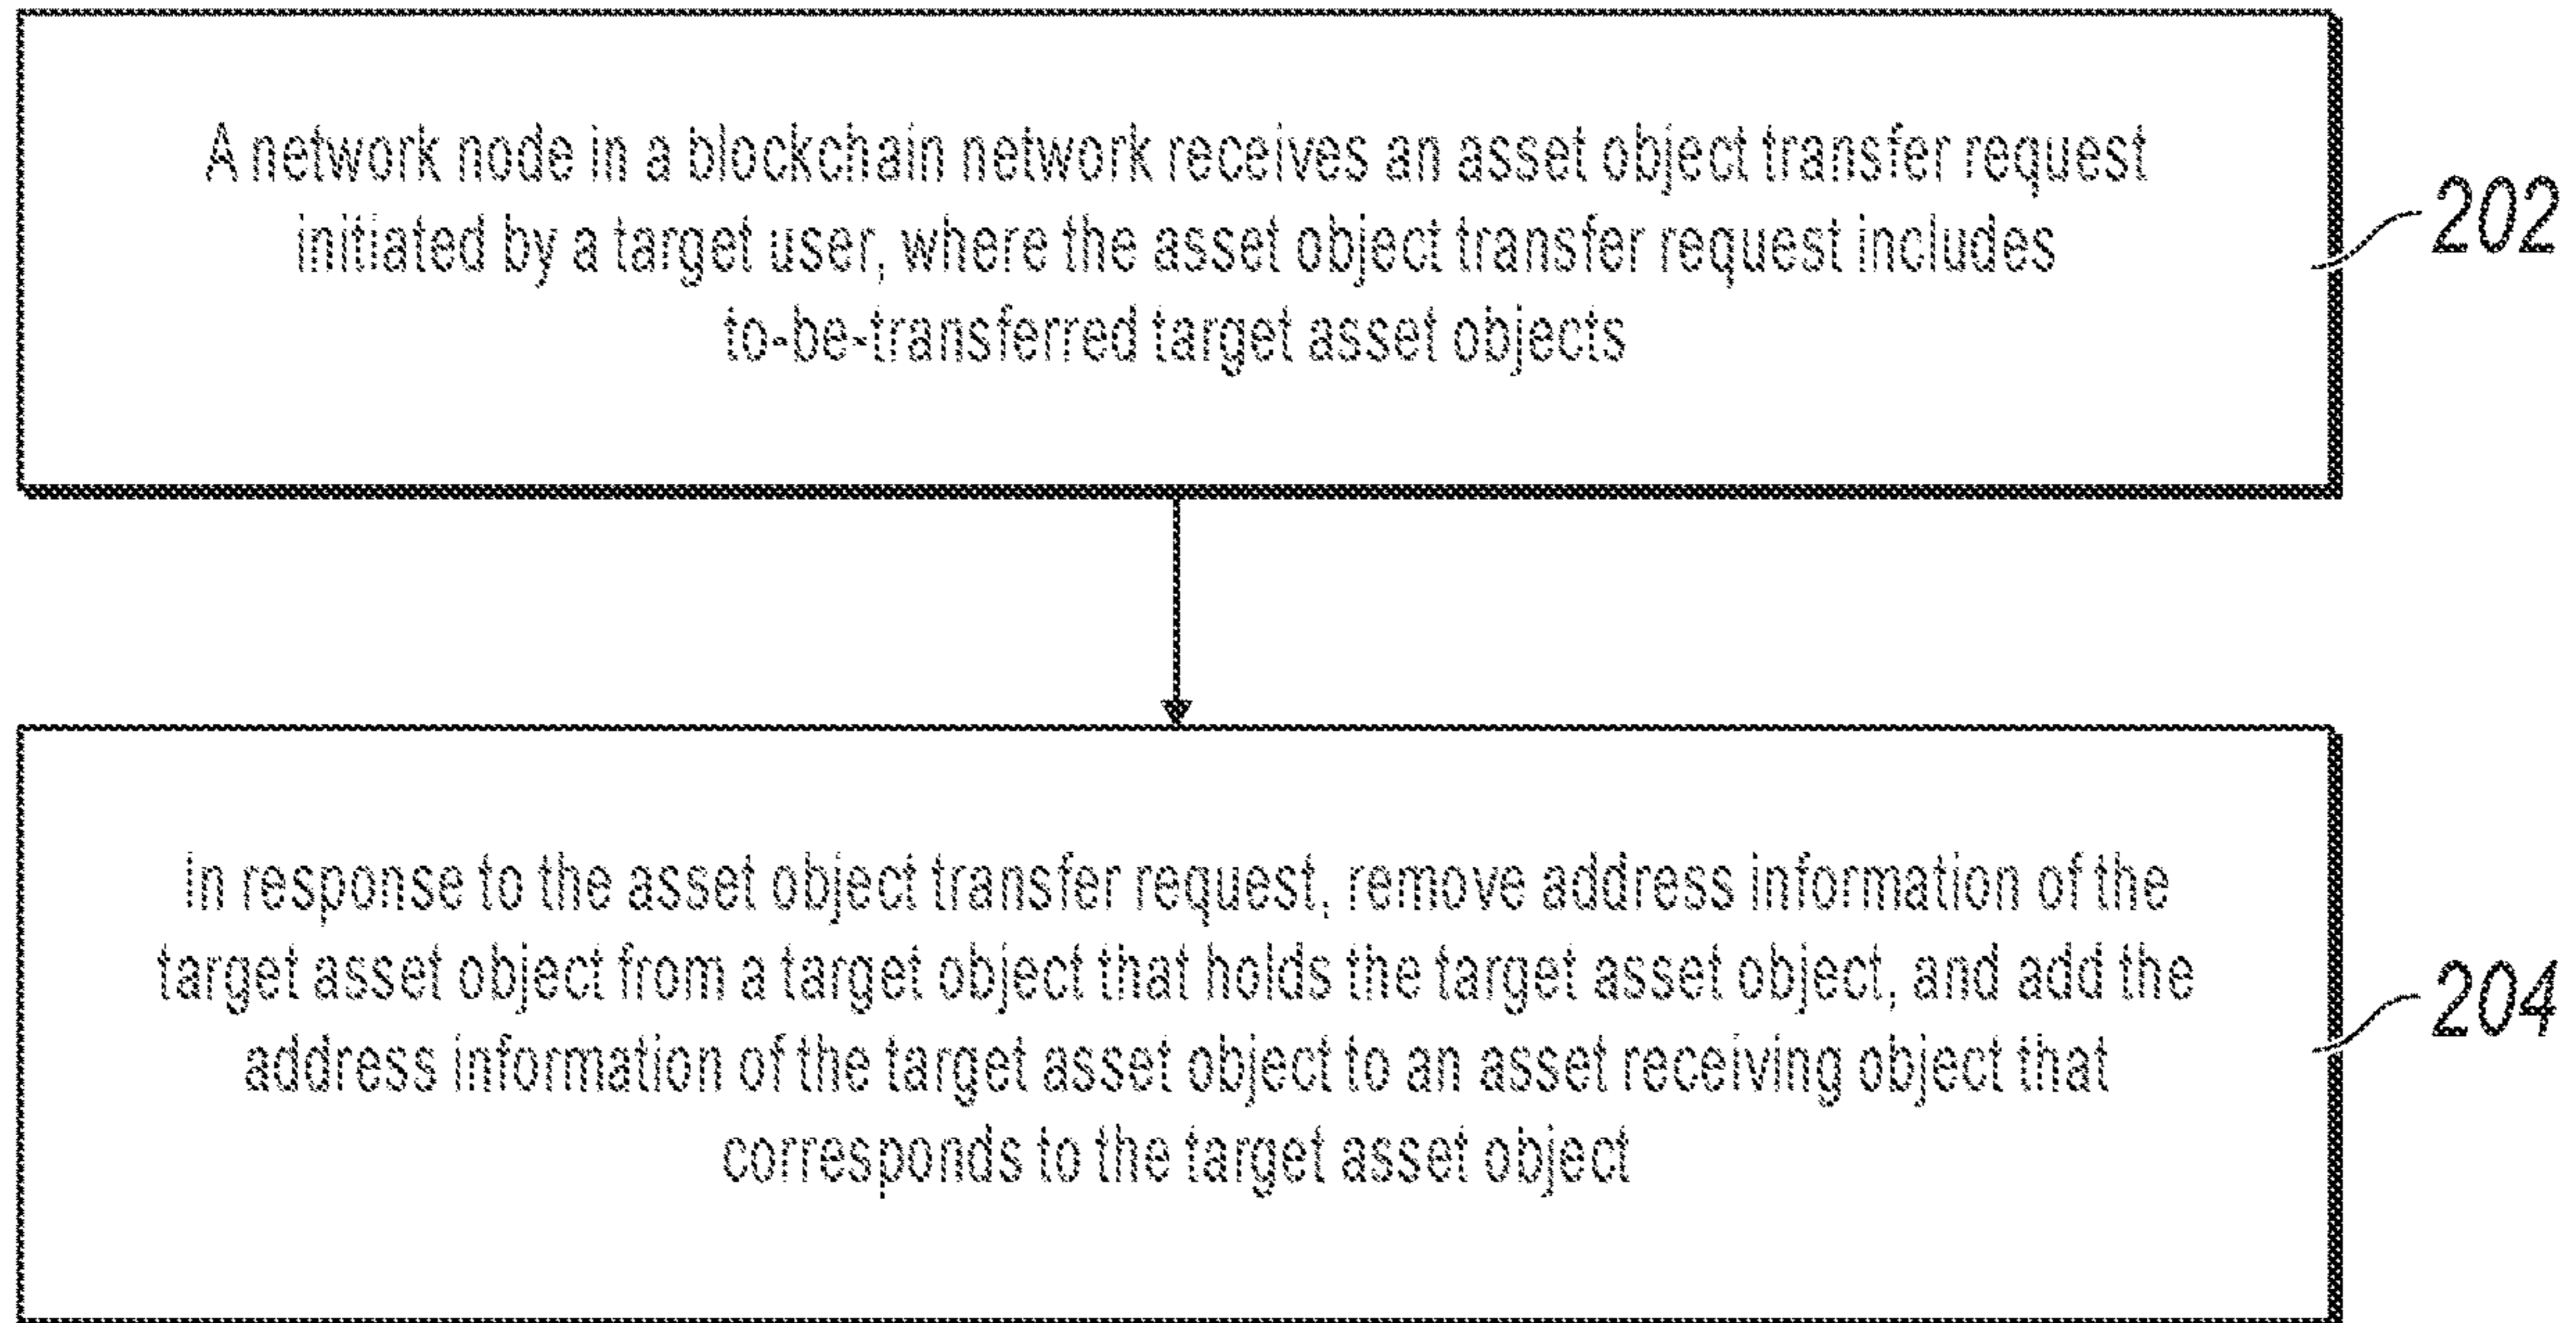 A network node in a blockchain network receives an asset object transfer request
initiated by a target user, where the asset object transfer request includes
to-be-transferred target asset objects
202
In response to the asset object transfer request, remove address information of the
target asset object from a target object that holds the target asset object, and add the
address information of the target asset object to an asset receiving object that
corresponds to the target asset object
204